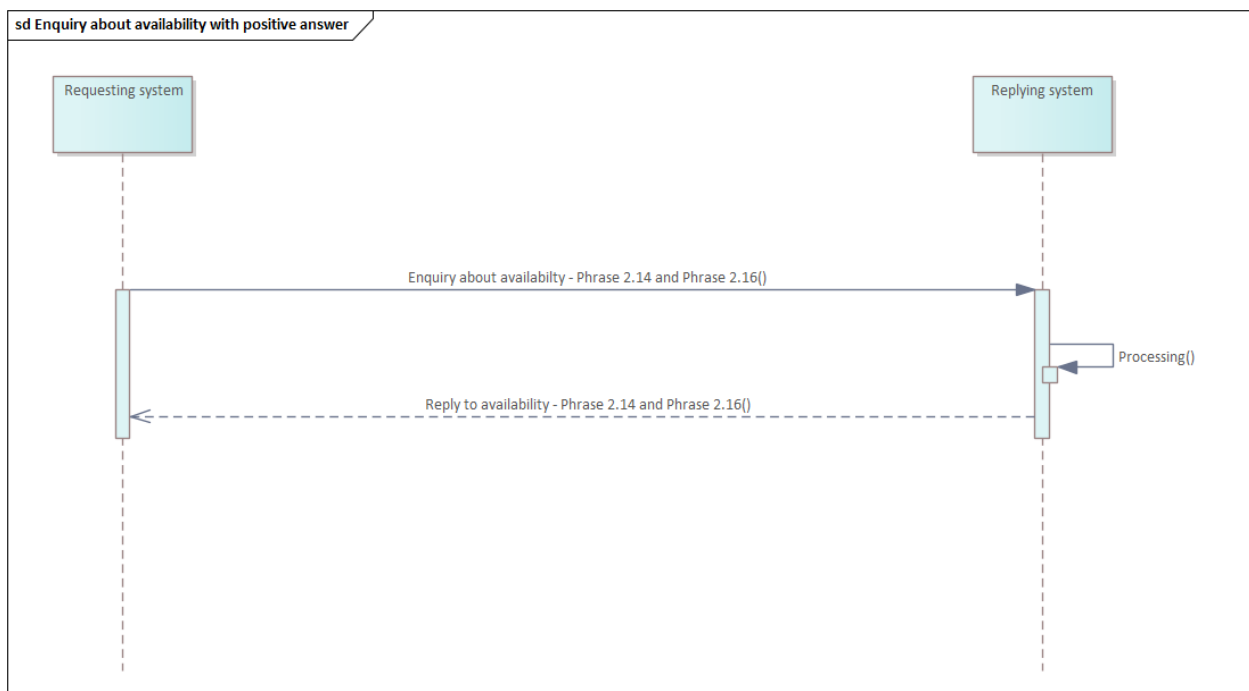 sd Enquiry about availability with positive answer
Requesting system
Replying system
Enquiry about availabilty - Phrase 2.14 and Phrase 2.16()
Processing()
Reply to availability - Phrase 2.14 and Phrase 2.16()